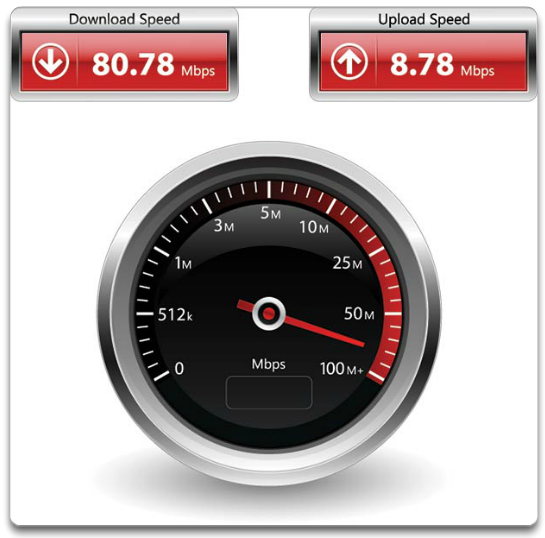 Download Speed
80.78 Mbps
Upload Speed
8.78 Mbps
0
512k
1M
3M
5M
10M
25M
50M
100M+
Mbps